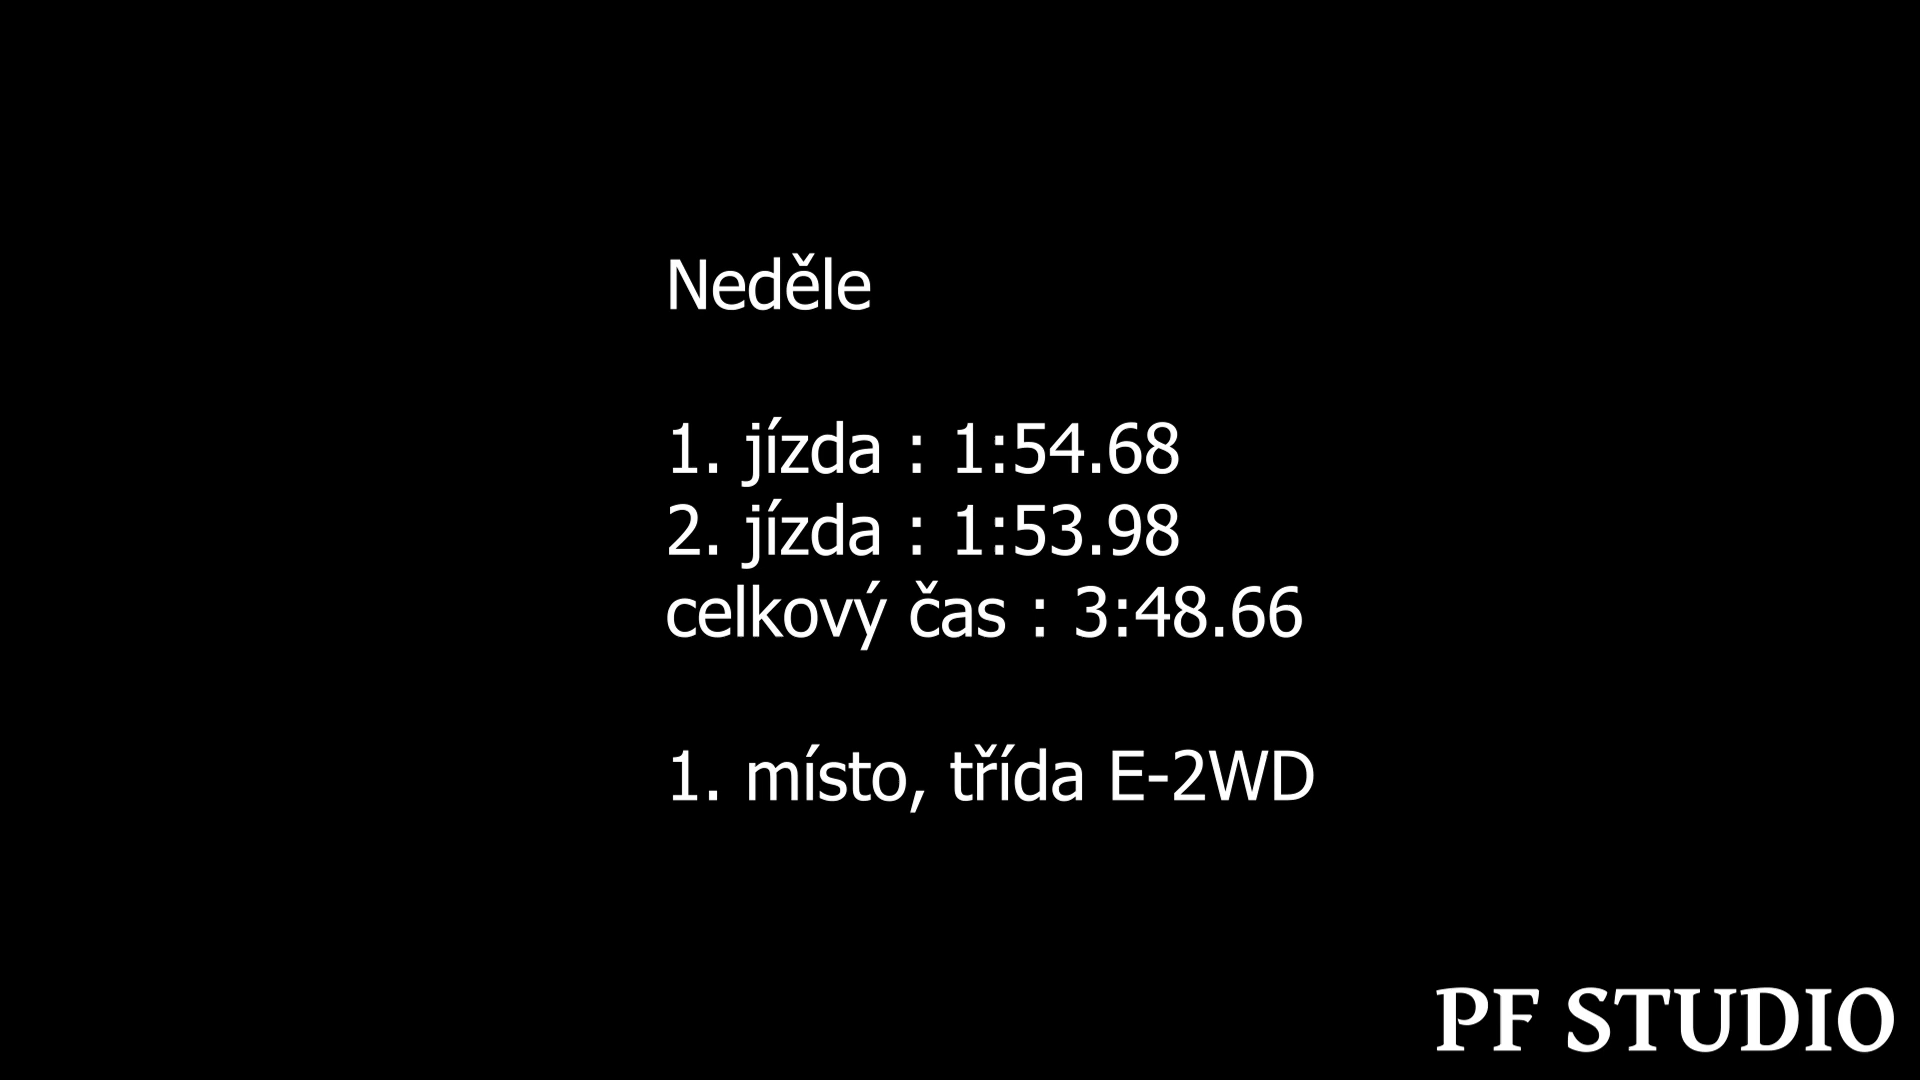 Neděle
1. jízda : 1:54.68
2. jízda : 1:53.98
celkový čas : 3:48.66
1. místo, třída E-2WD
PF STUDIO